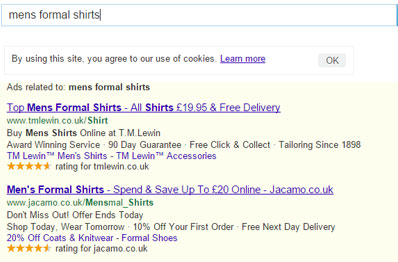 mens formal shirts
By using this site, you agree to our use of cookies. Learn more
OK
Ads related to: mens formal shirts
Top Mens Formal Shirts - All Shirts £19.95 & Free Delivery
www.tmlewin.co.uk/Shirt
Buy Mens Shirts Online at T.M.Lewin
Award Winning Service · 90 Day Guarantee · Free Click & Collect · Tailoring Since 1898
TM Lewin™ Men's Shirts - TM Lewin™ Accessories
rating for tmlewin.co.uk
Men's Formal Shirts - Spend & Save Up To £20 Online - Jacamo.co.uk
www.jacamo.co.uk/Mensmal_Shirts
Don't Miss Out! Offer Ends Today
Shop Today, Wear Tomorrow · 10% Off Your First Order · Free Next Day Delivery
20% Off Coats & Knitwear - Formal Shoes
rating for jacamo.co.uk